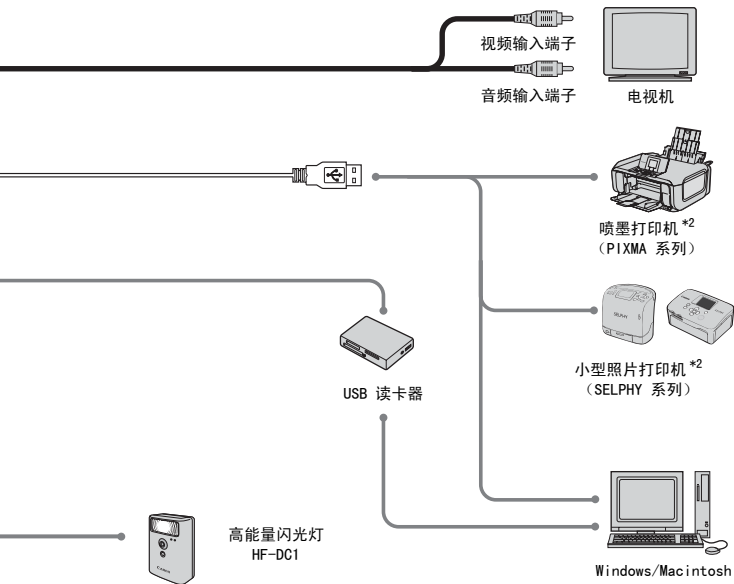 视频输入端子
音频输入端子
电视机
喷墨打印机*2
（PIXMA 系列）
SELPHY
小型照片打印机*2
（SELPHY 系列）
USB 读卡器
高能量闪光灯
HF-DC1
Canon
Windows/Macintosh